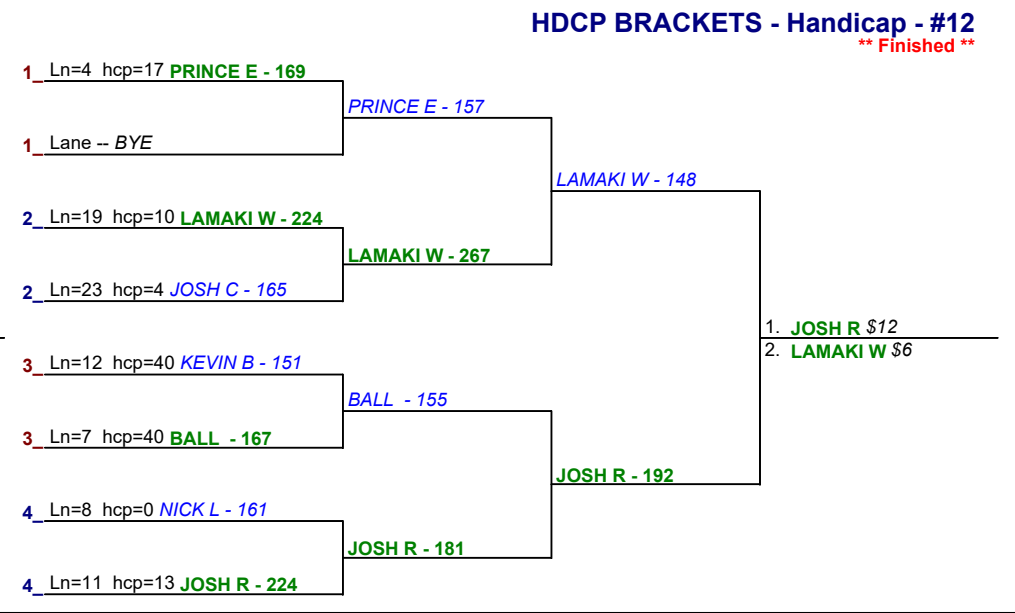 HDCP BRACKETS - Handicap - #12
** Finished **
1_ Ln=4 hcp=17 PRINCE E - 169
PRINCE E - 157
1_ Lane -- BYE
LAMAKI W - 148
2_ Ln=19 hcp=10 LAMAKI W - 224
LAMAKI W - 267
2_ Ln=23 hcp=4 JOSH C - 165
1. JOSH R $12
2. LAMAKI W $6
3_ Ln=12 hcp=40 KEVIN B - 151
BALL - 155
3_ Ln=7 hcp=40 BALL - 167
JOSH R - 192
4_ Ln=8 hcp=0 NICK L - 161
JOSH R - 181
4_ Ln=11 hcp=13 JOSH R - 224